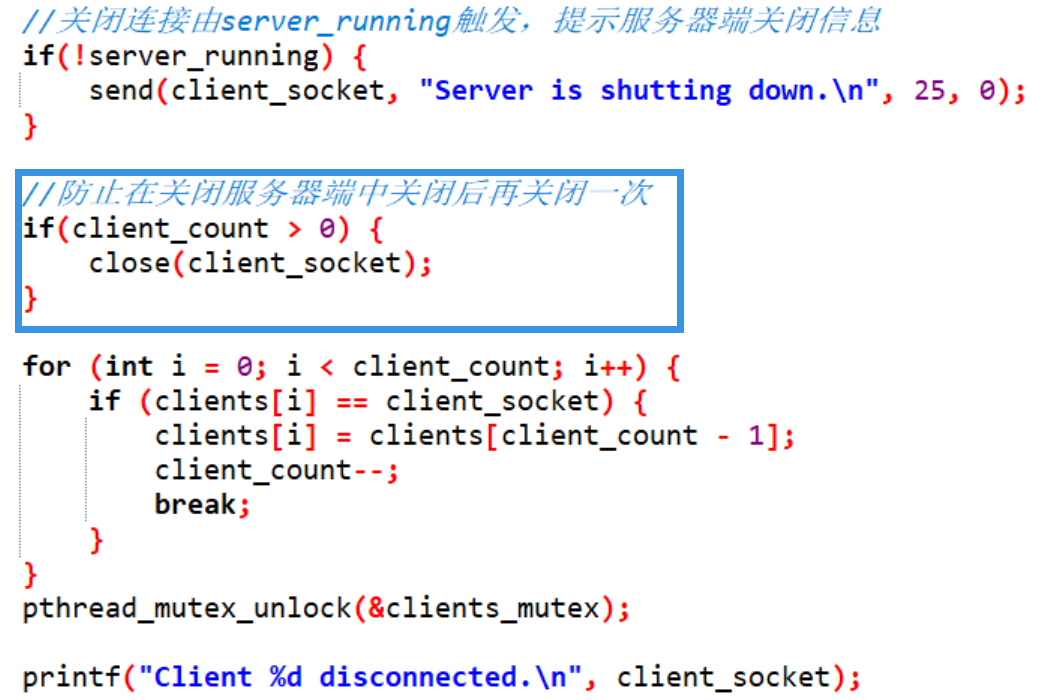 //关闭连接由server_running触发，提示服务器端关闭信息
if(!server_running) {
    send(client_socket, "Server is shutting down.\n", 25, 0);
}
//防止在关闭服务器端中关闭后再关闭一次
if(client_count > 0) {
    close(client_socket);
}
for (int i = 0; i < client_count; i++) {
    if (clients[i] == client_socket) {
        clients[i] = clients[client_count - 1];
        client_count--;
        break;
    }
}
pthread_mutex_unlock(&clients_mutex);
printf("Client %d disconnected.\n", client_socket);